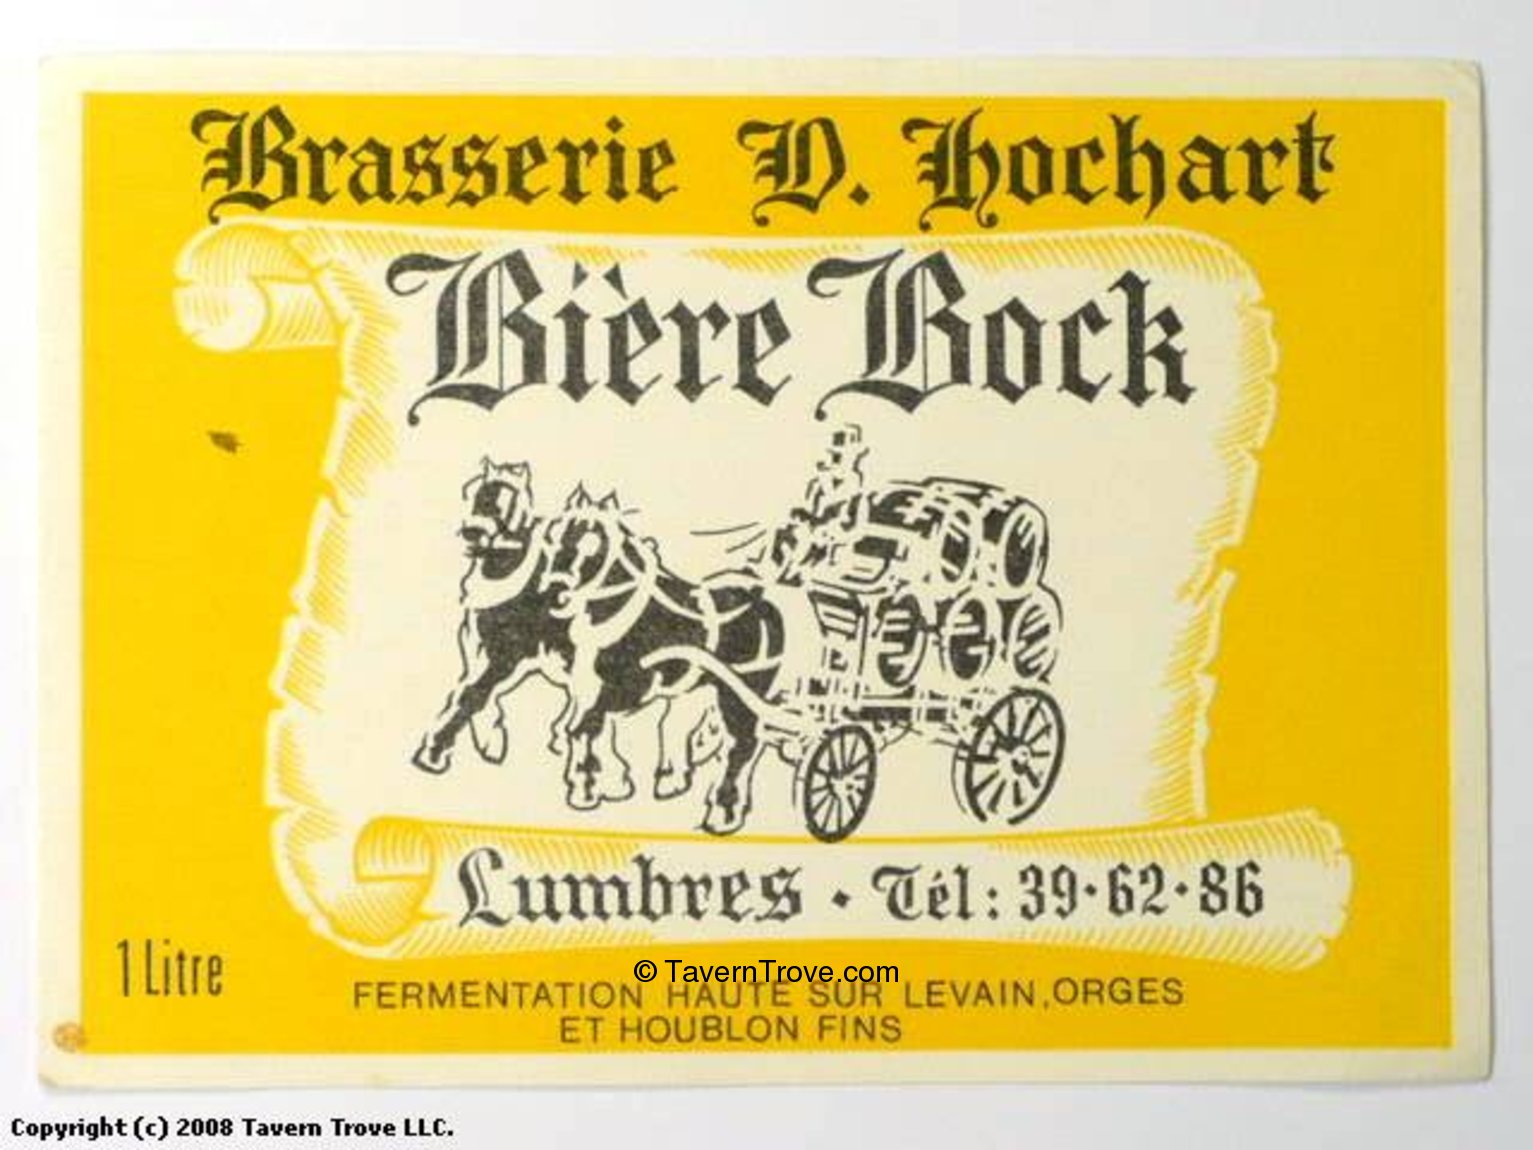 Brasserie D. Hochart
Bière Bock
Lumbres · Tél: 39·62·86
1 Litre
© TavernTrove.com
FERMENTATION HAUTE SUR LEVAIN, ORGES
ET HOUBLON FINS
Copyright (c) 2008 Tavern Trove LLC.